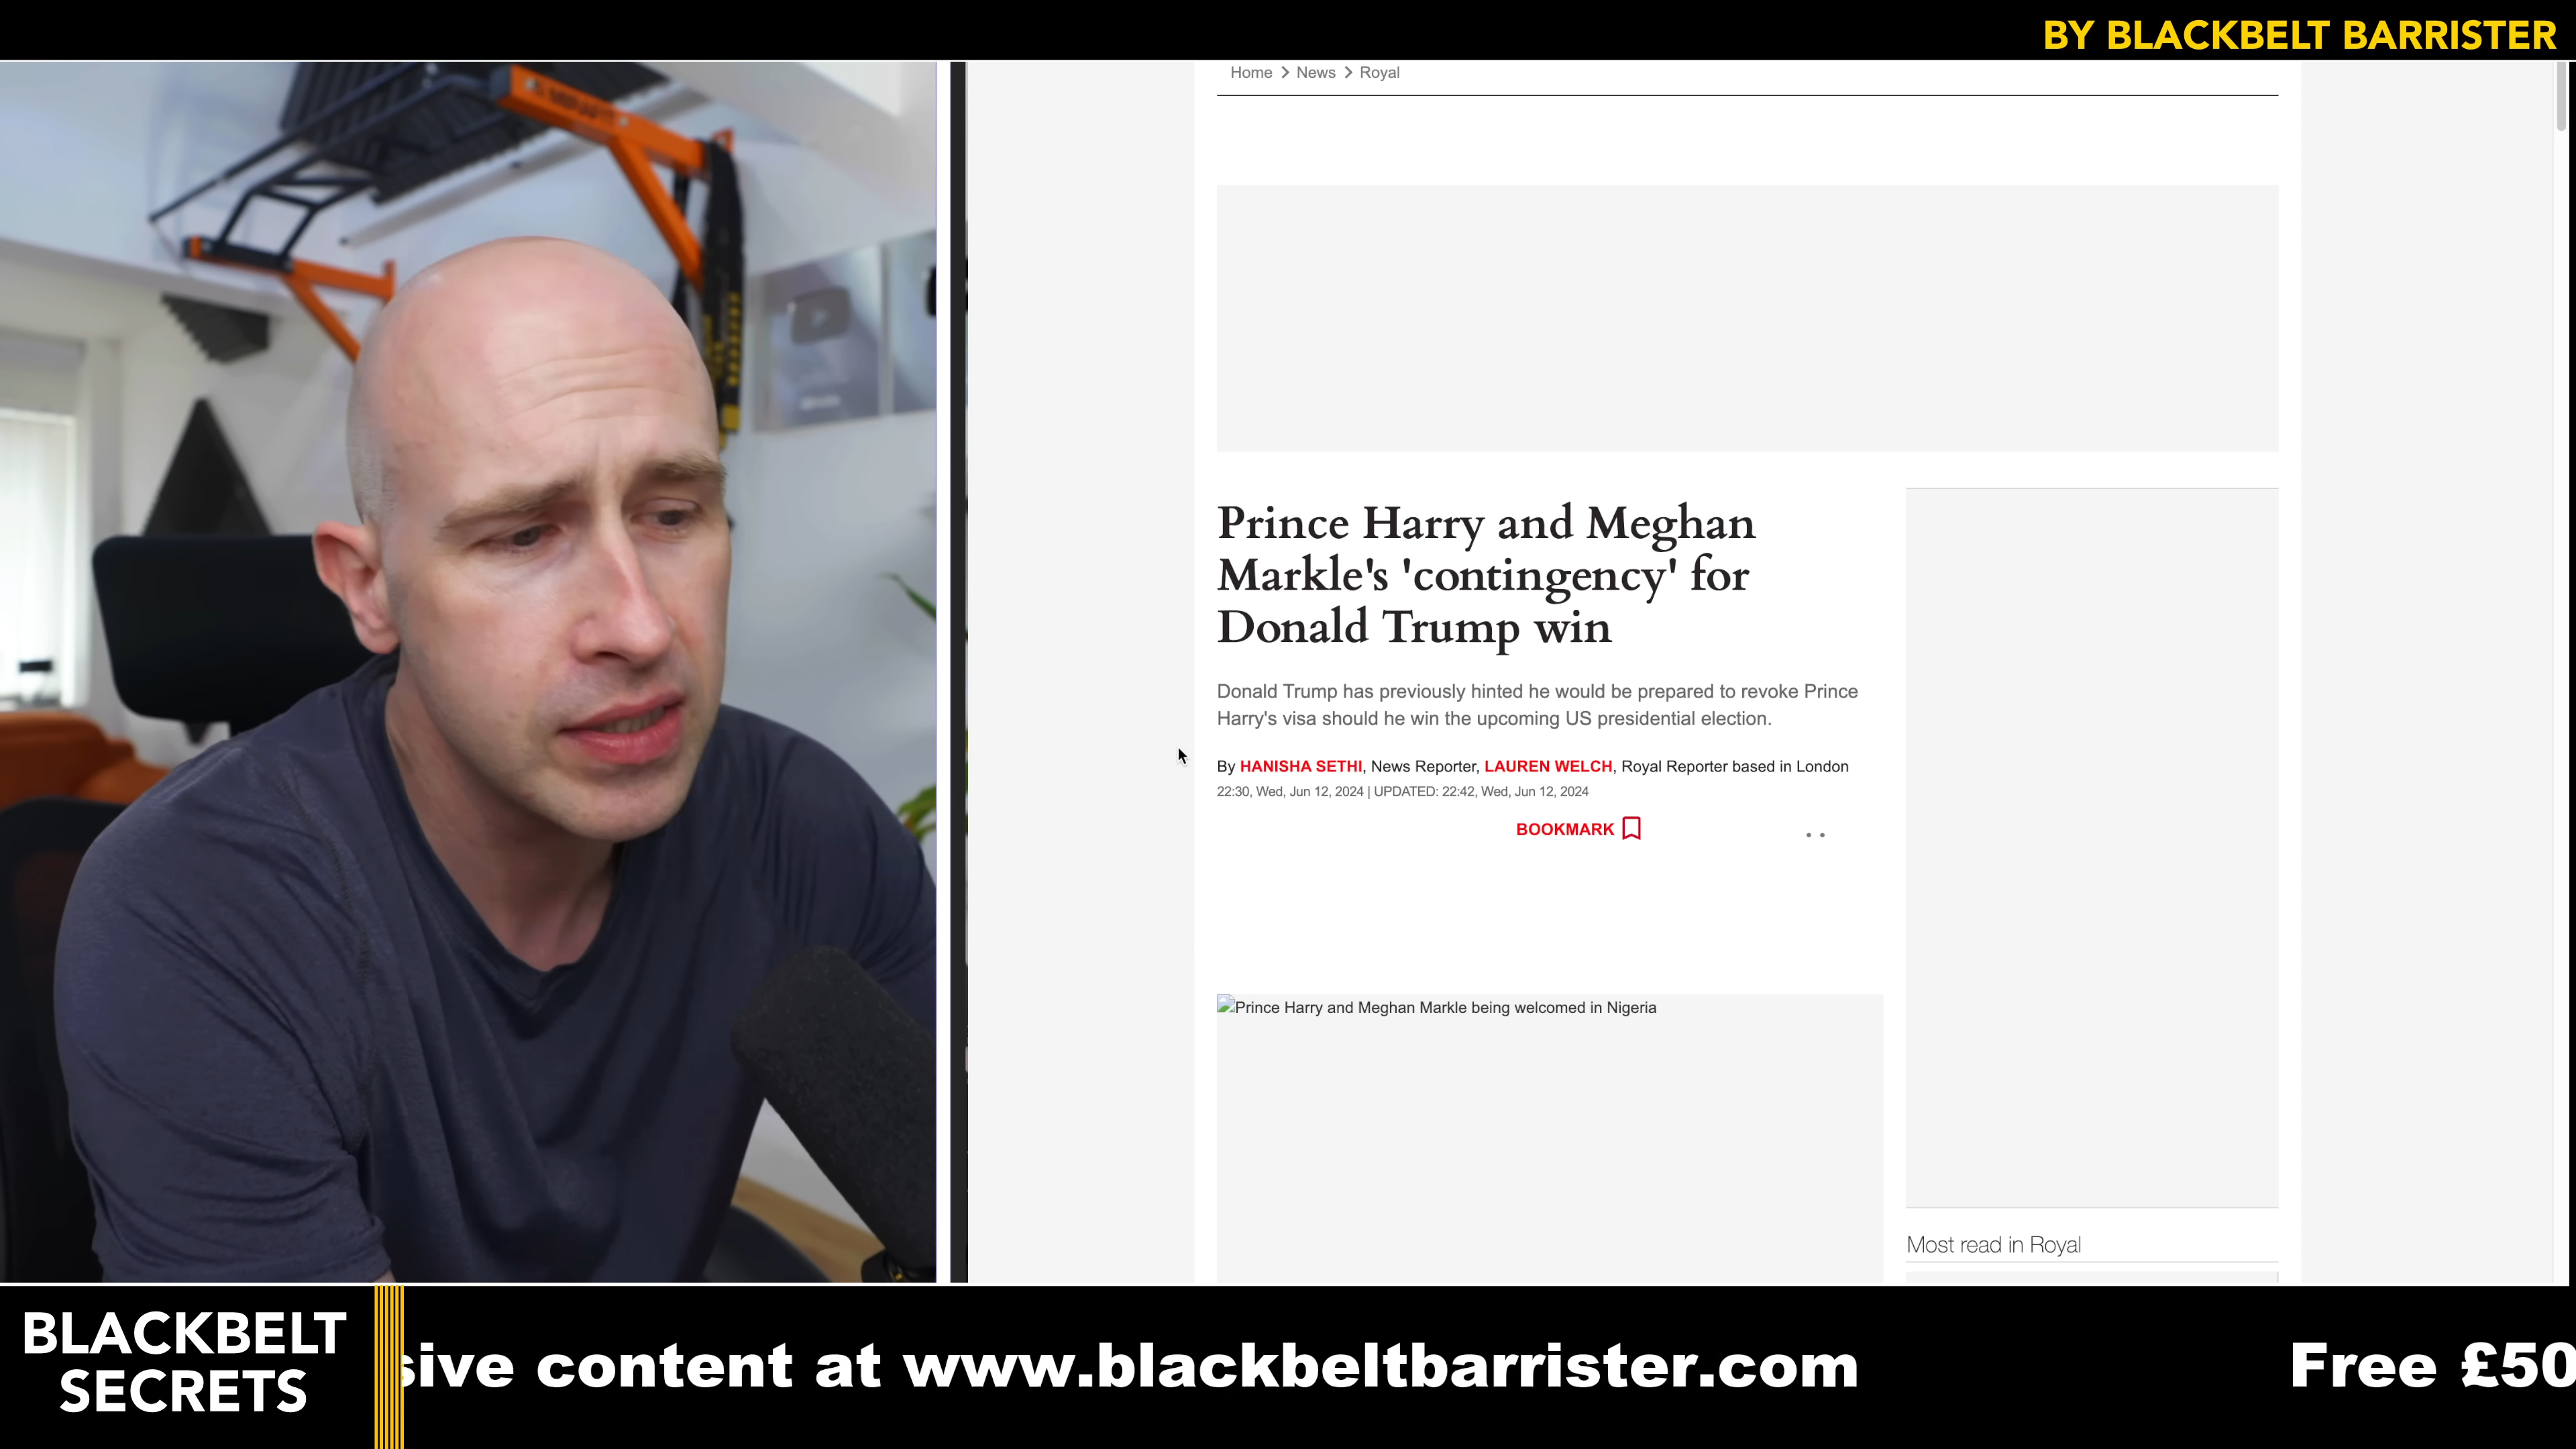 BY BLACKBELT BARRISTER
Home > News > Royal
Prince Harry and Meghan
Markle's 'contingency' for
Donald Trump win
Donald Trump has previously hinted he would be prepared to revoke Prince
Harry's visa should he win the upcoming US presidential election.
By HANISHA SETHI, News Reporter, LAUREN WELCH, Royal Reporter based in London
22:30, Wed, Jun 12, 2024 | UPDATED: 22:42, Wed, Jun 12, 2024
BOOKMARK
Prince Harry and Meghan Markle being welcomed in Nigeria
Most read in Royal
BLACKBELT
SECRETS
sive content at www.blackbeltbarrister.com
Free £50